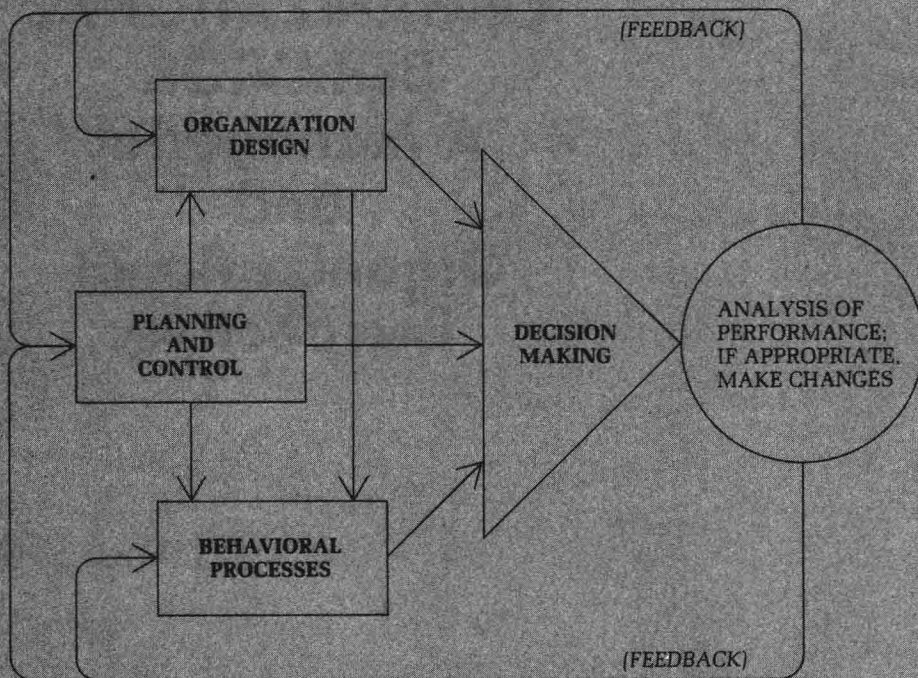 (FEEDBACK)
ORGANIZATION
DESIGN
PLANNING
AND
CONTROL
DECISION
MAKING
ANALYSIS OF
PERFORMANCE;
IF APPROPRIATE,
MAKE CHANGES
BEHAVIORAL
PROCESSES
(FEEDBACK)